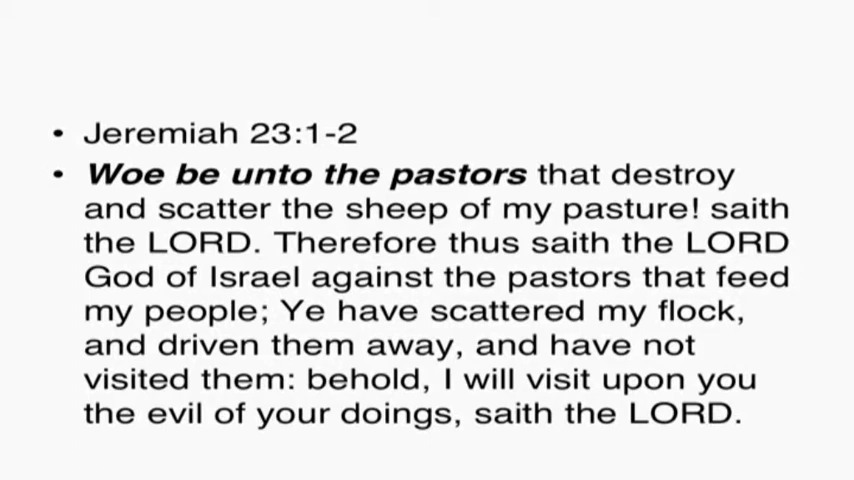 • Jeremiah 23:1-2
• Woe be unto the pastors that destroy
and scatter the sheep of my pasture! saith
the LORD. Therefore thus saith the LORD
God of Israel against the pastors that feed
my people; Ye have scattered my flock,
and driven them away, and have not
visited them: behold, I will visit upon you
the evil of your doings, saith the LORD.